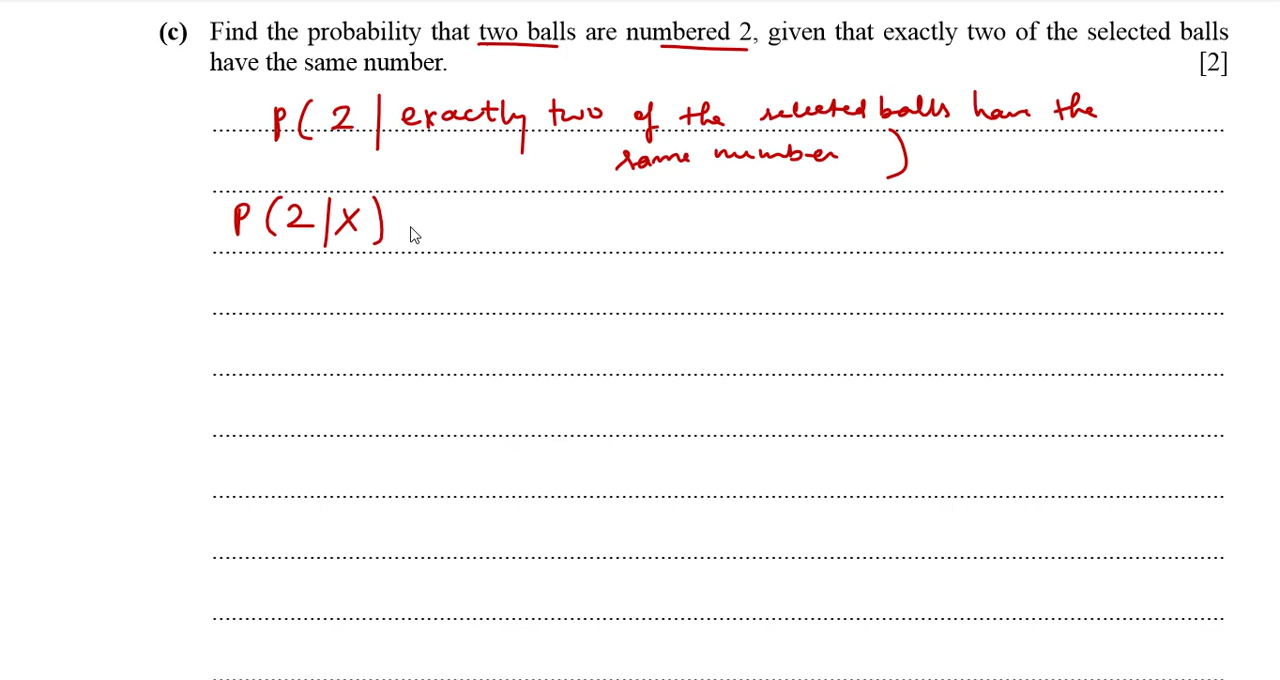 (c) Find the probability that two balls are numbered 2, given that exactly two of the selected balls
have the same number. [2]
P(2 | exactly two of the selected balls have the
same number)
P(2|X)